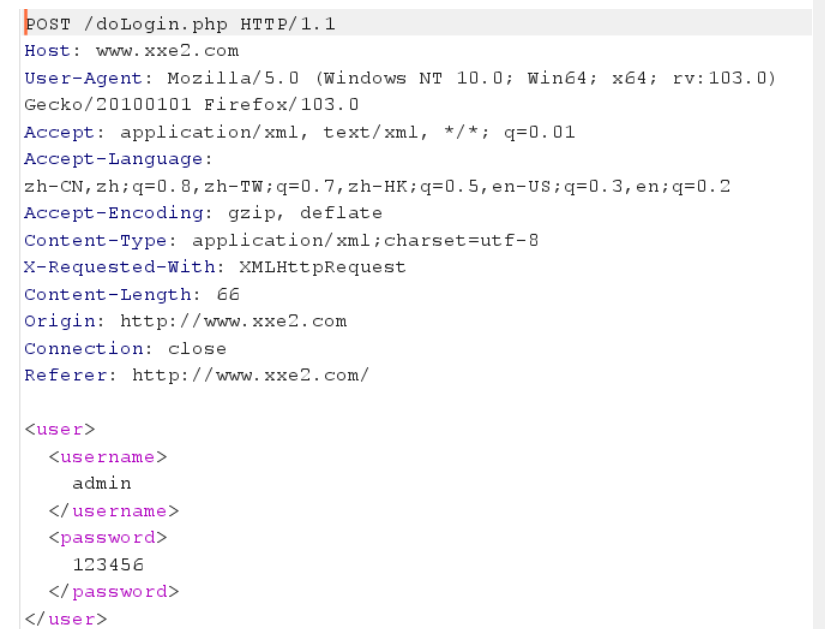 POST /doLogin.php HTTP/1.1
Host: www.xxe2.com
User-Agent: Mozilla/5.0 (Windows NT 10.0; Win64; x64; rv:103.0)
Gecko/20100101 Firefox/103.0
Accept: application/xml, text/xml, */*; q=0.01
Accept-Language:
zh-CN,zh;q=0.8,zh-TW;q=0.7,zh-HK;q=0.5,en-US;q=0.3,en;q=0.2
Accept-Encoding: gzip, deflate
Content-Type: application/xml;charset=utf-8
X-Requested-With: XMLHttpRequest
Content-Length: 66
Origin: http://www.xxe2.com
Connection: close
Referer: http://www.xxe2.com/

<user>
  <username>
    admin
  </username>
  <password>
    123456
  </password>
</user>